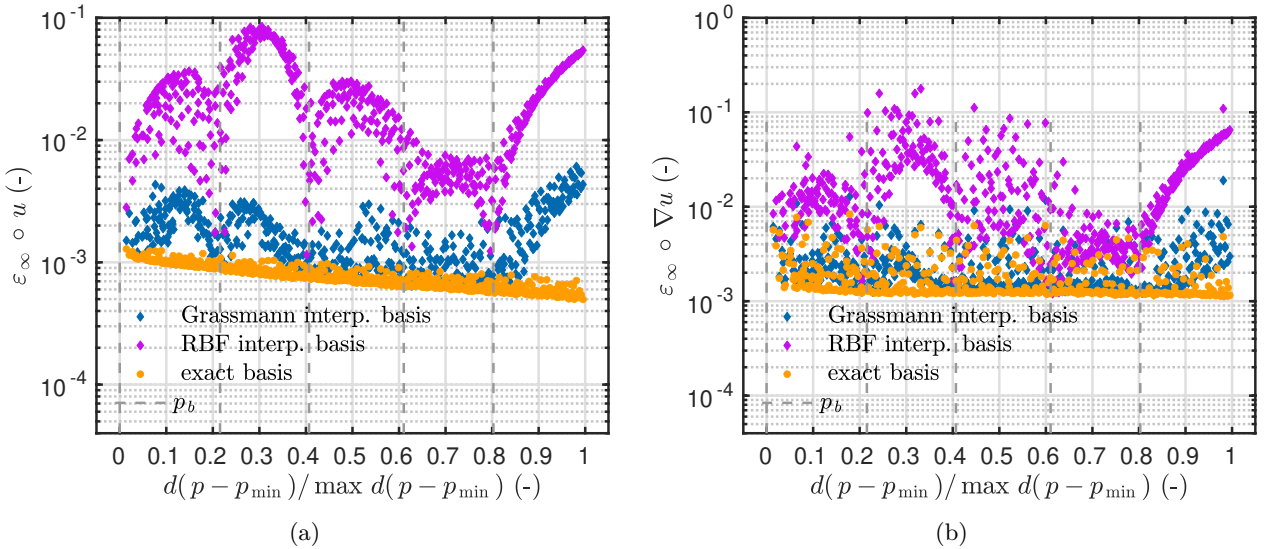 10⁻¹
10⁻²
10⁻³
10⁻⁴
ε∞ ∘ u (-)
Grassmann interp. basis
RBF interp. basis
exact basis
p_b
0 0.1 0.2 0.3 0.4 0.5 0.6 0.7 0.8 0.9 1
d(p − p_min)/ max d(p − p_min) (-)
(a)
10⁰
10⁻¹
10⁻²
10⁻³
10⁻⁴
ε∞ ∘ ∇u (-)
Grassmann interp. basis
RBF interp. basis
exact basis
p_b
0 0.1 0.2 0.3 0.4 0.5 0.6 0.7 0.8 0.9 1
d(p − p_min)/ max d(p − p_min) (-)
(b)